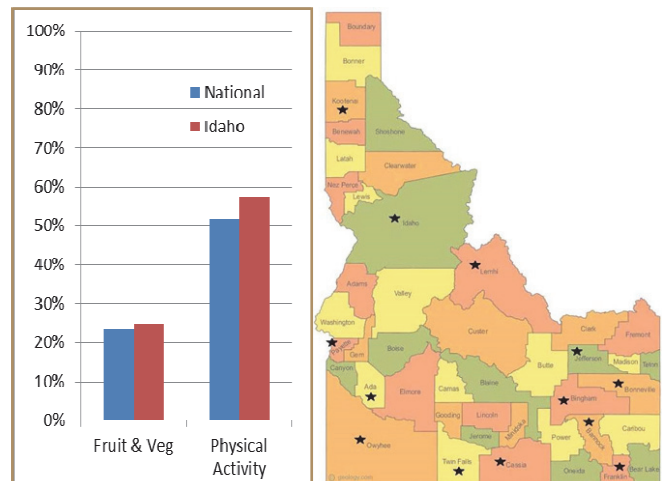 100%
90%
80%
70%
60%
50%
40%
30%
20%
10%
0%
National
Idaho
Fruit & Veg
Physical
Activity
Boundary
Bonner
Kootenai
Benewah
Shoshone
Latah
Clearwater
Nez Perce
Lewis
Idaho
Lemhi
Adams
Valley
Washington
Custer
Clark
Fremont
Payette
Gem
Boise
Butte
Jefferson
Madison
Teton
Canyon
Ada
Elmore
Camas
Blaine
Bingham
Bonneville
Gooding
Lincoln
Jerome
Minidoka
Power
Bannock
Caribou
Owyhee
Twin Falls
Cassia
Oneida
Franklin
Bear Lake